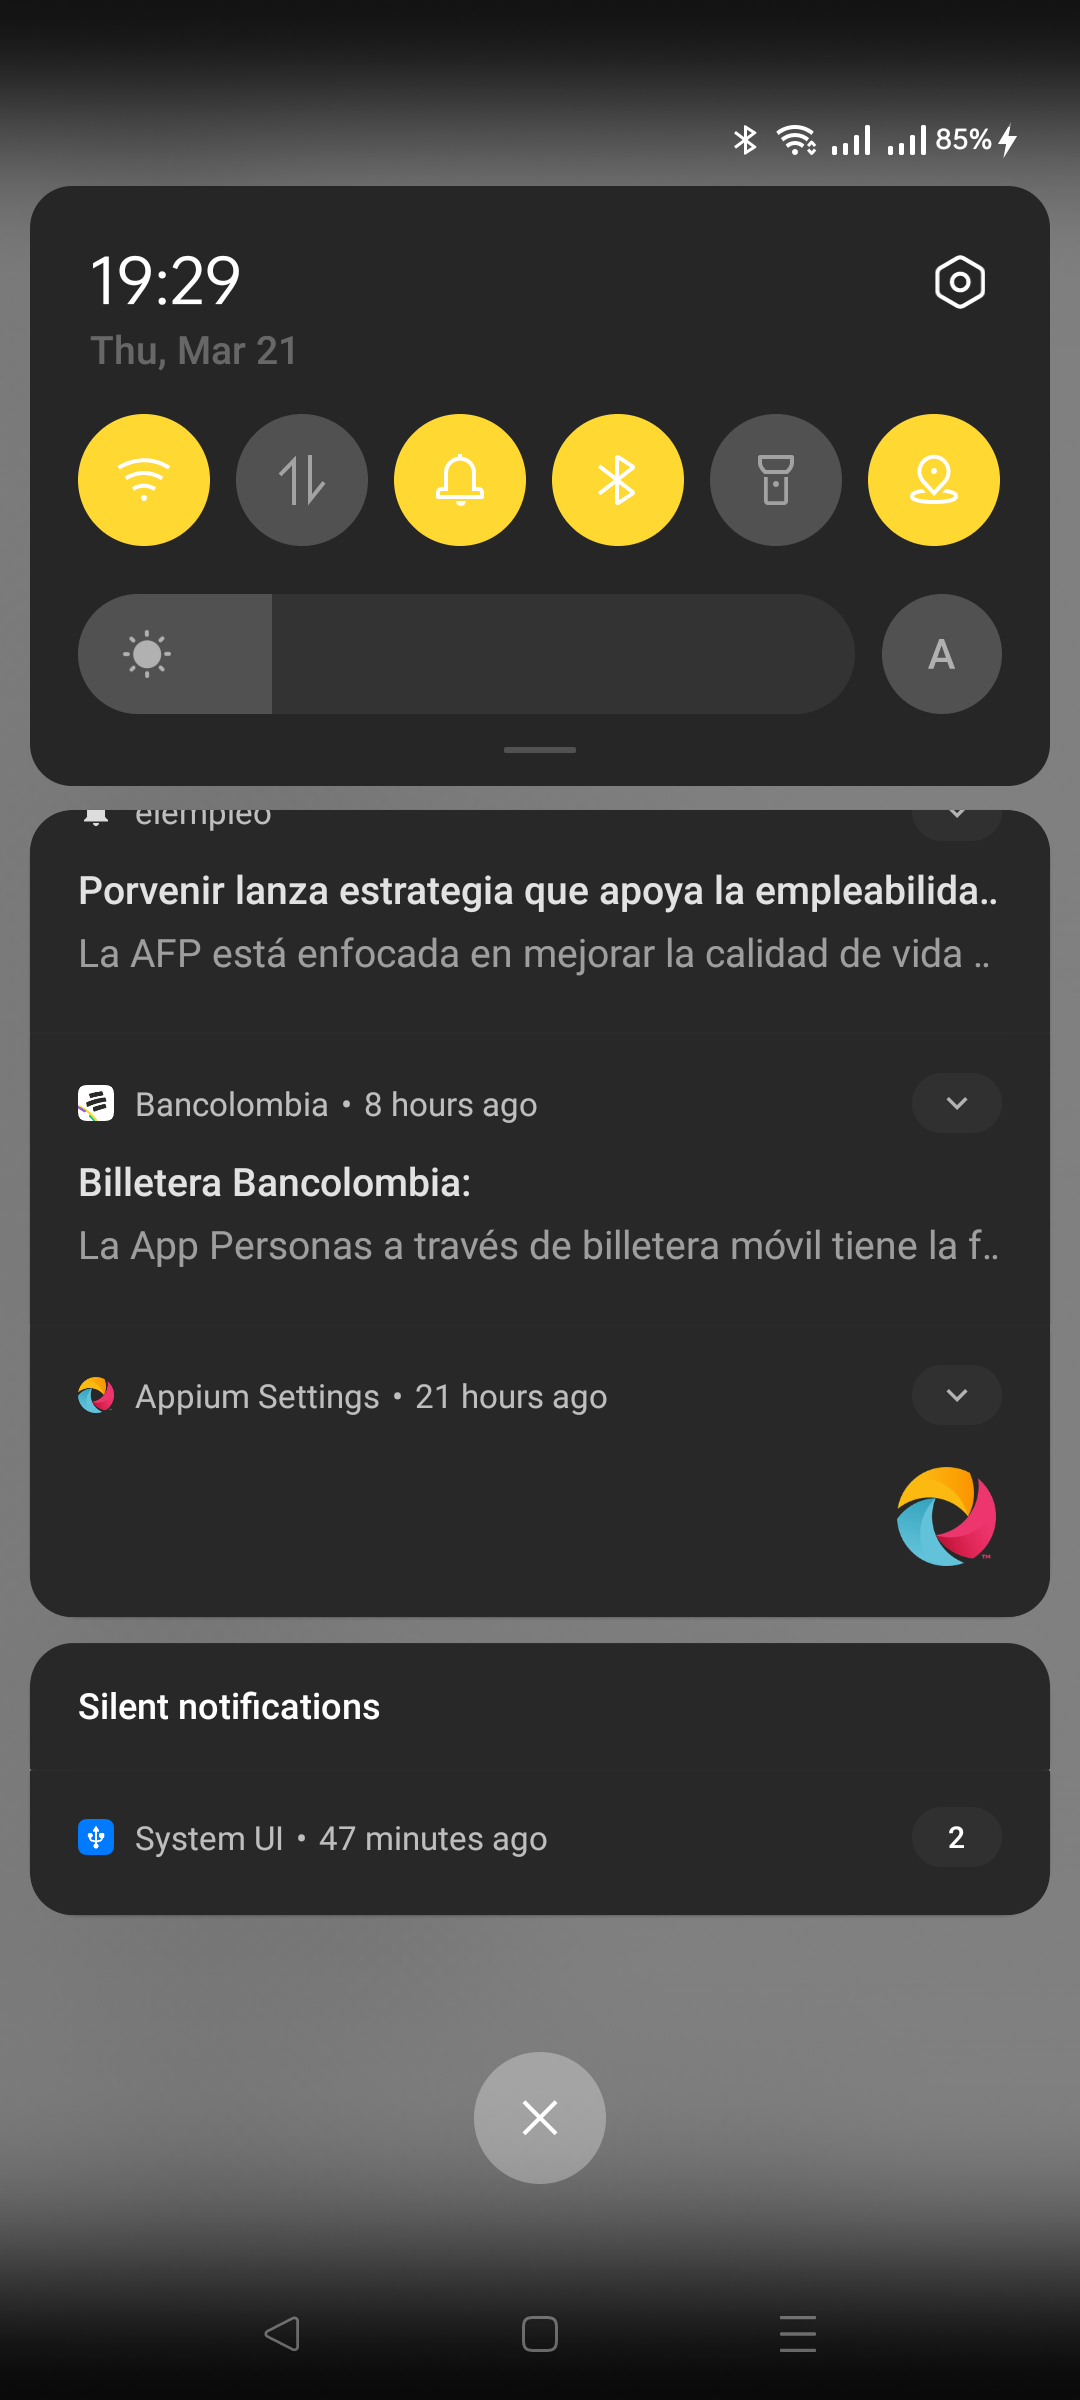 85%
19:29
Thu, Mar 21
A
elempleo
Porvenir lanza estrategia que apoya la empleabilida..
La AFP está enfocada en mejorar la calidad de vida ..
Bancolombia • 8 hours ago
Billetera Bancolombia:
La App Personas a través de billetera móvil tiene la f..
Appium Settings • 21 hours ago
TM
Silent notifications
System UI • 47 minutes ago
2